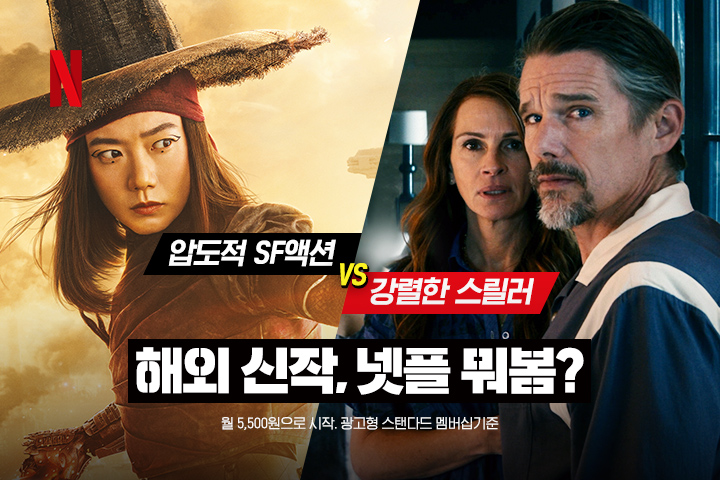 N
압도적 SF액션
VS
강렬한 스릴러
해외 신작, 넷플 뭐봄?
월 5,500원으로 시작. 광고형 스탠다드 멤버십기준